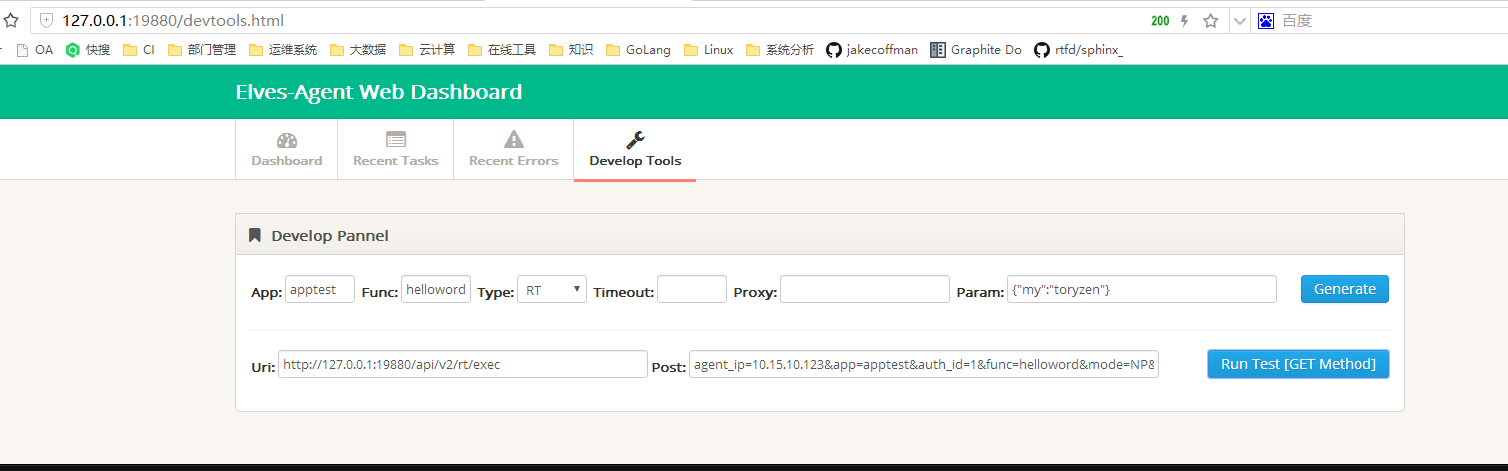 127.0.0.1:19880/devtools.html 200 百度
OA 快搜 CI 部门管理 运维系统 大数据 云计算 在线工具 知识 GoLang Linux 系统分析 jakecoffman Graphite Do rtfd/sphinx_
Elves-Agent Web Dashboard
Dashboard Recent Tasks Recent Errors Develop Tools
Develop Pannel
App: apptest Func: helloword Type: RT Timeout: Proxy: Param: {"my":"toryzen"} Generate
Uri: http://127.0.0.1:19880/api/v2/rt/exec Post: agent_ip=10.15.10.123&app=apptest&auth_id=1&func=helloword&mode=NP& Run Test [GET Method]